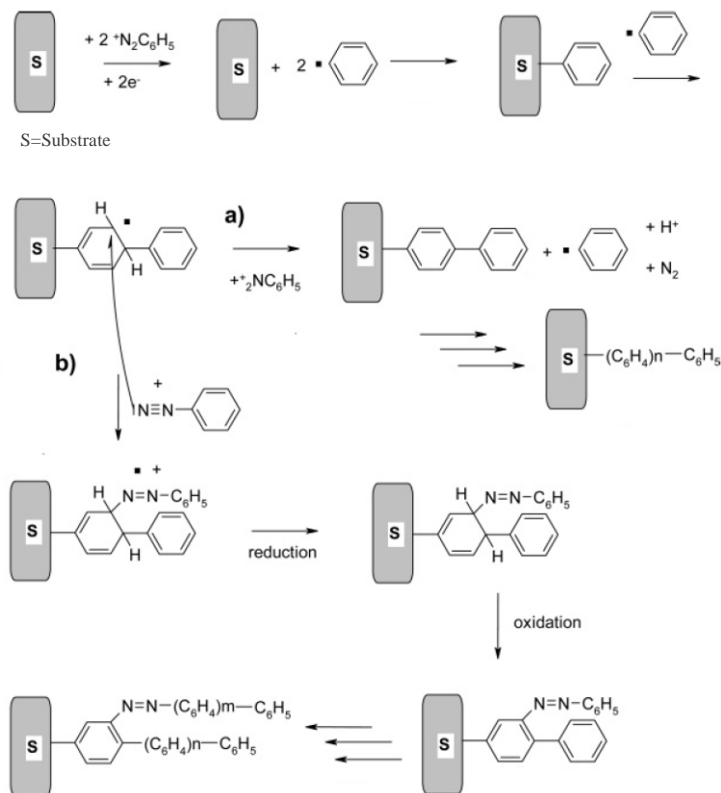 + 2 ⁺N₂C₆H₅
+ 2e⁻
S
S
+ 2 ▪
S
▪
S=Substrate
S
H
▪
H
a)
+⁺₂NC₆H₅
S
+ ▪
+ H⁺
+ N₂
S
(C₆H₄)n—C₆H₅
b)
+
N≡N
▪ +
S
H
N=N—C₆H₅
H
reduction
S
H
N=N—C₆H₅
H
oxidation
S
N=N—(C₆H₄)m—C₆H₅
(C₆H₄)n—C₆H₅
S
N=N—C₆H₅